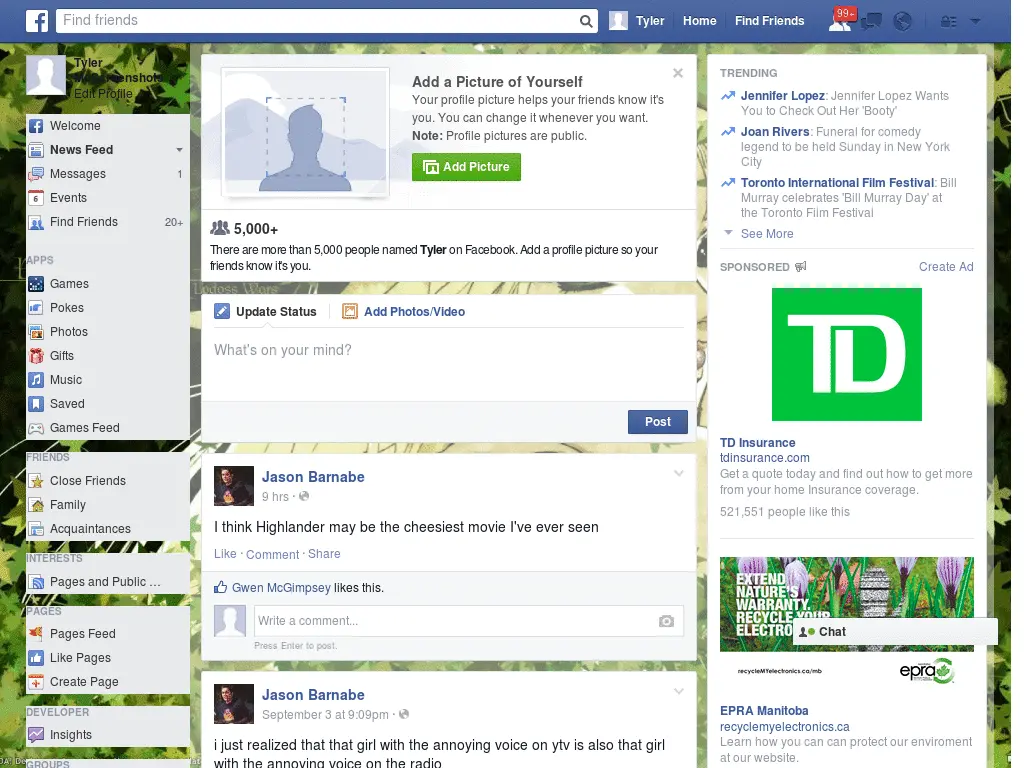 Find friends
Tyler
Home
Find Friends
99+
Tyler
Edit Profile
Welcome
News Feed
Messages 1
6 Events
Find Friends 20+
APPS
Games
Pokes
Photos
Gifts
Music
Saved
Games Feed
FRIENDS
Close Friends
Family
Acquaintances
INTERESTS
Pages and Public ...
PAGES
Pages Feed
Like Pages
Create Page
DEVELOPER
Insights
GROUPS
Add a Picture of Yourself
Your profile picture helps your friends know it's
you. You can change it whenever you want.
Note: Profile pictures are public.
Add Picture
5,000+
There are more than 5,000 people named Tyler on Facebook. Add a profile picture so your
friends know it's you.
Lodoss Wars
Update Status
Add Photos/Video
What's on your mind?
Post
Jason Barnabe
9 hrs ·
I think Highlander may be the cheesiest movie I've ever seen
Like · Comment · Share
Gwen McGimpsey likes this.
Write a comment...
Press Enter to post.
Jason Barnabe
September 3 at 9:09pm ·
i just realized that that girl with the annoying voice on ytv is also that girl
with the annoying voice on the radio
TRENDING
Jennifer Lopez: Jennifer Lopez Wants
You to Check Out Her 'Booty'
Joan Rivers: Funeral for comedy
legend to be held Sunday in New York
City
Toronto International Film Festival: Bill
Murray celebrates 'Bill Murray Day' at
the Toronto Film Festival
See More
SPONSORED
Create Ad
TD
TD Insurance
tdinsurance.com
Get a quote today and find out how to get more
from your home Insurance coverage.
521,551 people like this
EXTEND
NATURE'S
WARRANTY.
RECYCLE YOUR
Chat
recycleMYelectronics.ca/mb
epra
EPRA Manitoba
recyclemyelectronics.ca
Learn how you can can protect our enviroment
at our website.